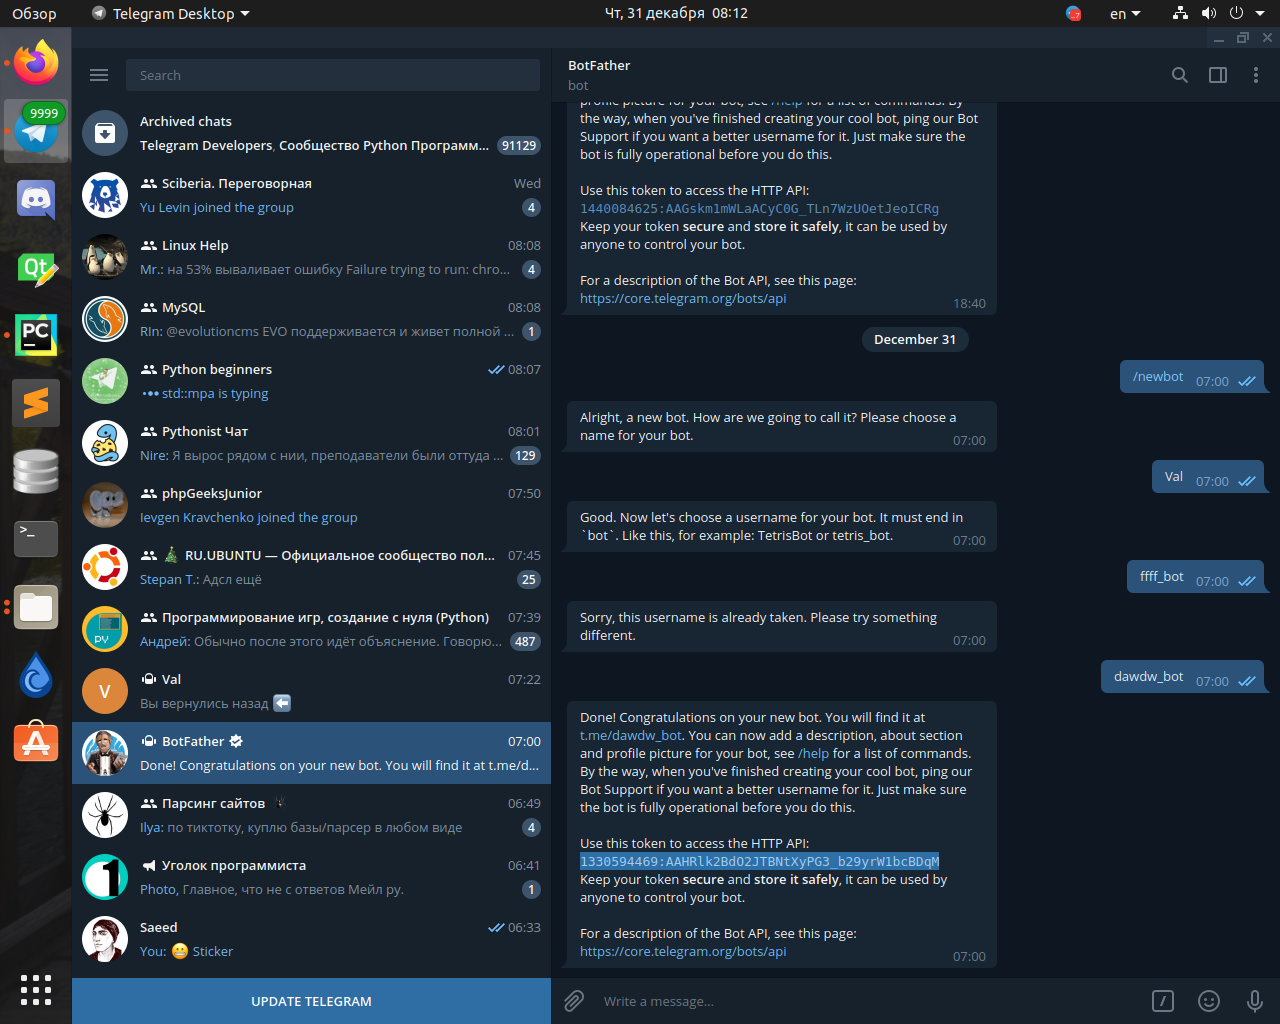 Обзор
Telegram Desktop
Чт, 31 декабря 08:12
en
9999
Search
Archived chats
Telegram Developers, Сообщество Python Программ...
91129
Sciberia. Переговорная
Wed
Yu Levin joined the group
4
Linux Help
08:08
Mr.: на 53% вываливает ошибку Failure trying to run: chro...
4
MySQL
08:08
RIn: @evolutioncms EVO поддерживается и живет полной ...
1
Python beginners
08:07
std::mpa is typing
Pythonist Чат
08:01
Nire: Я вырос рядом с нии, преподаватели были оттуда ...
129
phpGeeksJunior
07:50
Ievgen Kravchenko joined the group
RU.UBUNTU — Официальное сообщество пол...
07:45
Stepan T.: Адсл ещё
25
Программирование игр, создание с нуля (Python)
07:39
Андрей: Обычно после этого идёт объяснение. Говорю...
487
PY
V
Val
07:22
Вы вернулись назад
BotFather
07:00
Done! Congratulations on your new bot. You will find it at t.me/d...
Парсинг сайтов
06:49
Ilya: по тиктотку, куплю базы/парсер в любом виде
4
Уголок программиста
06:41
Photo, Главное, что не с ответов Мейл ру.
1
Saeed
06:33
You: 😬 Sticker
UPDATE TELEGRAM
Qt
PC
>_
BotFather
bot
profile picture for your bot, see /help for a list of commands. By
the way, when you've finished creating your cool bot, ping our Bot
Support if you want a better username for it. Just make sure the
bot is fully operational before you do this.
Use this token to access the HTTP API:
1440084625:AAGskm1mWLaACyC0G_TLn7WzUOetJeoICRg
Keep your token secure and store it safely, it can be used by
anyone to control your bot.
For a description of the Bot API, see this page:
https://core.telegram.org/bots/api
18:40
December 31
/newbot
07:00
Alright, a new bot. How are we going to call it? Please choose a
name for your bot.
07:00
Val
07:00
Good. Now let's choose a username for your bot. It must end in
`bot`. Like this, for example: TetrisBot or tetris_bot.
07:00
ffff_bot
07:00
Sorry, this username is already taken. Please try something
different.
07:00
dawdw_bot
07:00
Done! Congratulations on your new bot. You will find it at
t.me/dawdw_bot. You can now add a description, about section
and profile picture for your bot, see /help for a list of commands.
By the way, when you've finished creating your cool bot, ping our
Bot Support if you want a better username for it. Just make sure
the bot is fully operational before you do this.
Use this token to access the HTTP API:
1330594469:AAHRlk2BdO2JTBNtXyPG3_b29yrW1bcBDqM
Keep your token secure and store it safely, it can be used by
anyone to control your bot.
For a description of the Bot API, see this page:
https://core.telegram.org/bots/api
07:00
Write a message...